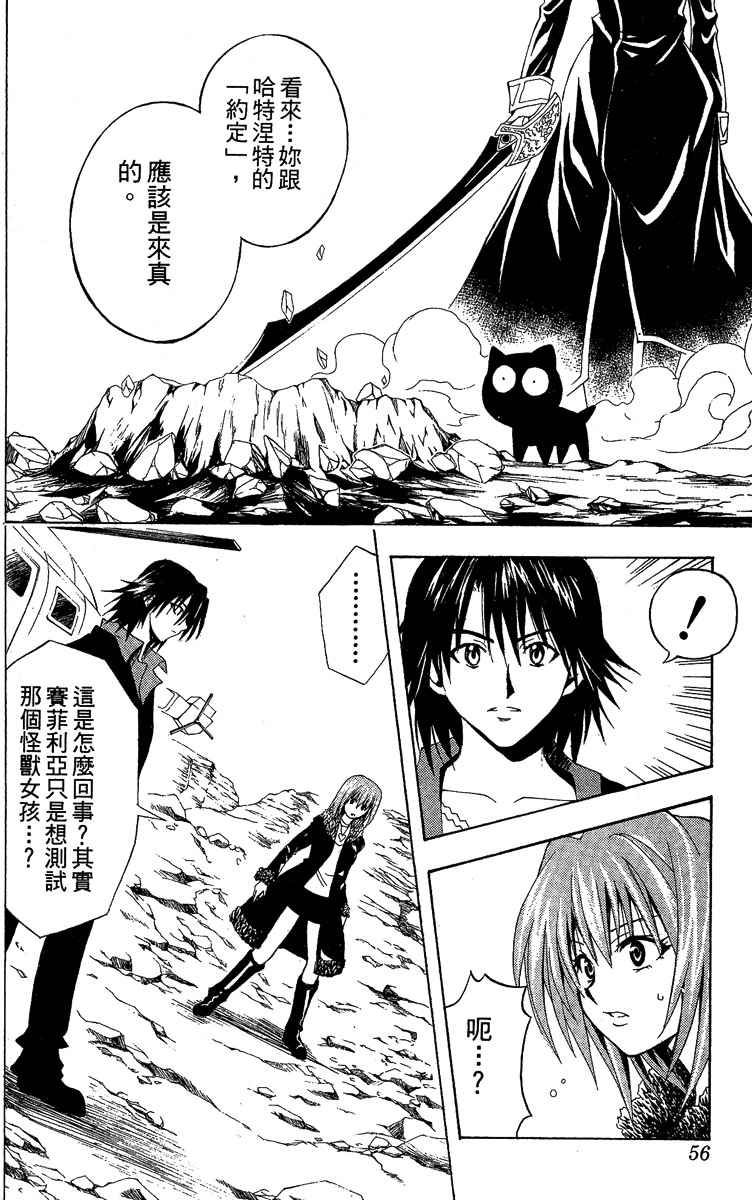 看來…妳跟
哈特涅特的
「約定」，
應該是來真
的。
！
呃…？
…………
這是怎麼回事？其實
賽菲利亞只是想測試
那個怪獸女孩…？
56